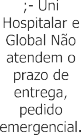 ;- Uni
Hospitalar e
Global Não
atendem o
prazo de
entrega,
pedido
emergencial.